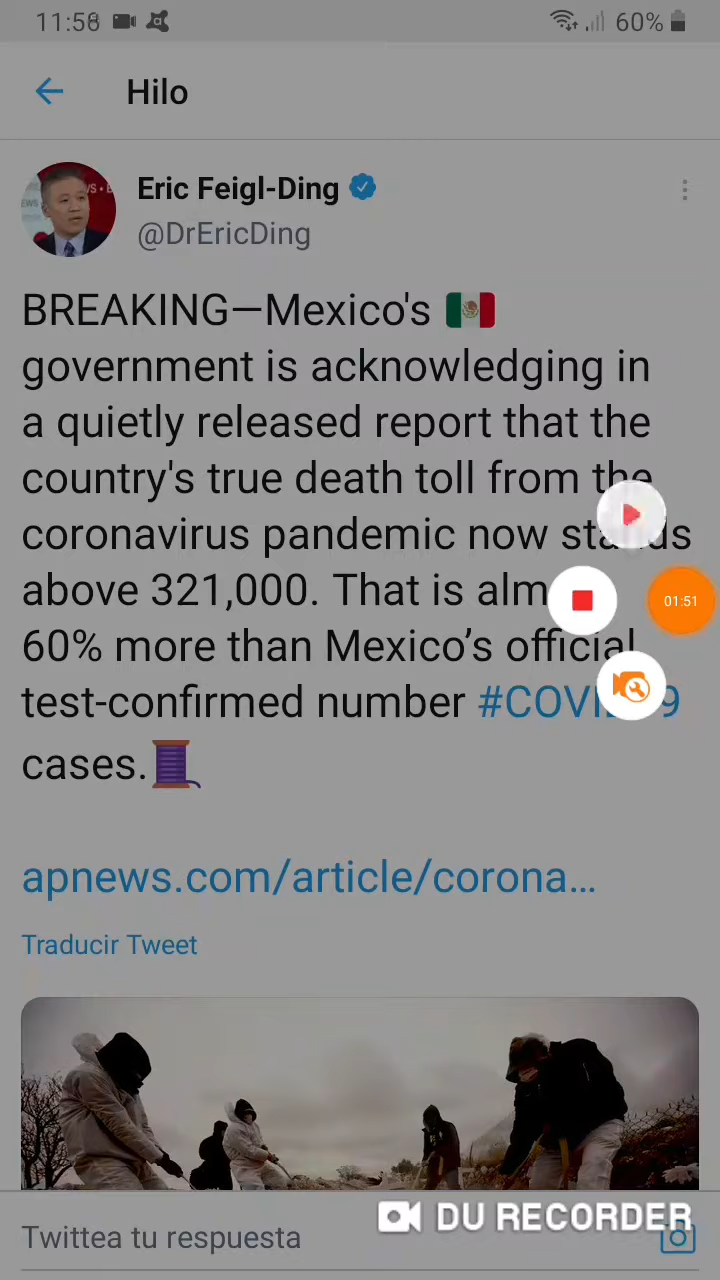 11:56
60%
Hilo
Eric Feigl-Ding
@DrEricDing
BREAKING—Mexico's
government is acknowledging in
a quietly released report that the
country's true death toll from the
coronavirus pandemic now stands
above 321,000. That is alm
60% more than Mexico’s official
test-confirmed number #COVID19
cases.
01:51
apnews.com/article/corona...
Traducir Tweet
Twittea tu respuesta
DU RECORDER